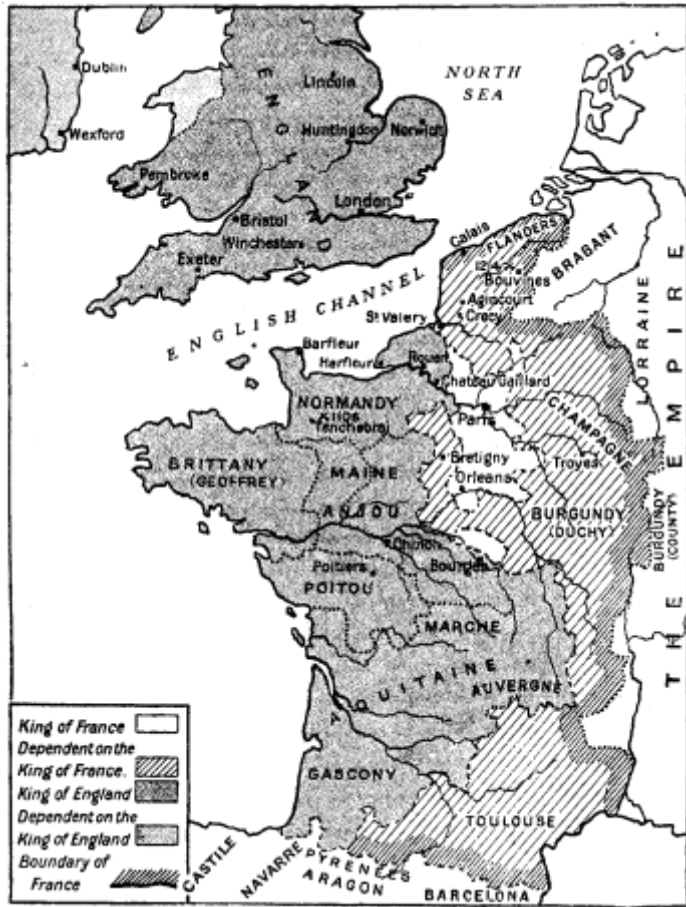 Dublin
Wexford
Pembroke
Lincoln
Huntingdon
Norwich
London
Bristol
Winchester
Exeter
ENGLAND
NORTH
SEA
ENGLISH CHANNEL
Calais
FLANDERS
Bouvines
BRABANT
Agincourt
Crecy
St Valery
Barfleur
Harfleur
Rouen
Chateau Gaillard
NORMANDY
Tenchebrai
Paris
CHAMPAGNE
LORRAINE
THE EMPIRE
BRITTANY
(GEOFFREY)
MAINE
ANJOU
Bretigny
Orleans
Troyes
BURGUNDY
(DUCHY)
BURGUNDY
(COUNTY)
Chinon
Poitiers
POITOU
Bourges
MARCHE
AQUITAINE
AUVERGNE
GASCONY
TOULOUSE
CASTILE
NAVARRE
PYRENEES
ARAGON
BARCELONA
King of France
Dependent on the
King of France.
King of England
Dependent on the
King of England
Boundary of
France